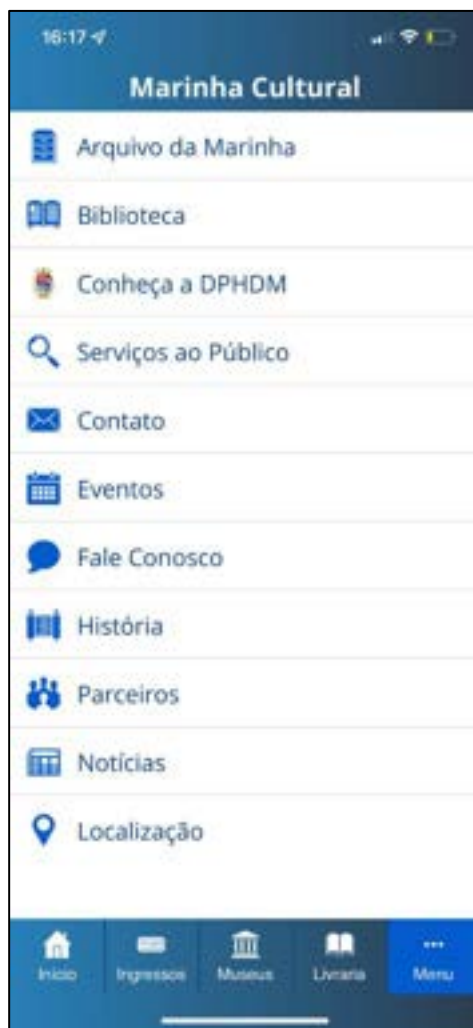 16:17
Marinha Cultural
Arquivo da Marinha
Biblioteca
Conheça a DPHDM
Serviços ao Público
Contato
Eventos
Fale Conosco
História
Parceiros
Notícias
Localização
Início
Ingressos
Museus
Livraria
Menu